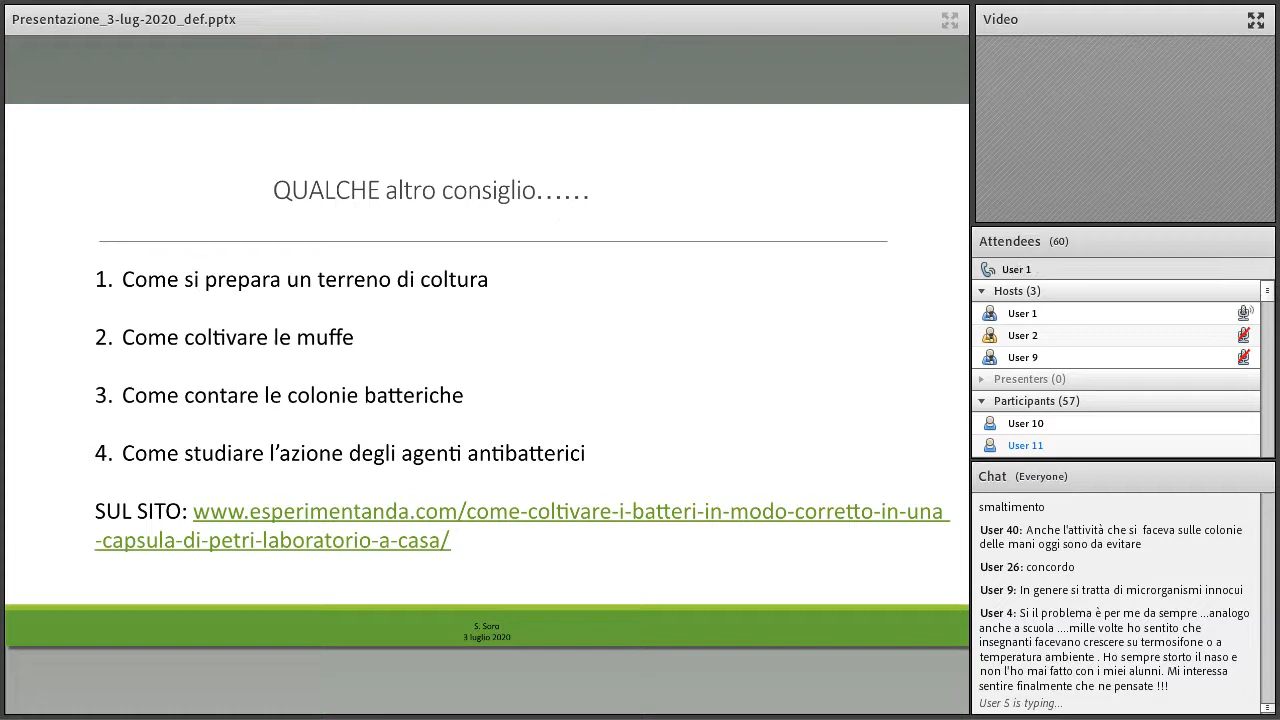 Presentazione_3-lug-2020_def.pptx
QUALCHE altro consiglio……
1. Come si prepara un terreno di coltura
2. Come coltivare le muffe
3. Come contare le colonie batteriche
4. Come studiare l’azione degli agenti antibatterici
SUL SITO: www.esperimentanda.com/come-coltivare-i-batteri-in-modo-corretto-in-una
-capsula-di-petri-laboratorio-a-casa/
S. Sora
3 luglio 2020
Video
Attendees (60)
User 1
Hosts (3)
User 1
User 2
User 9
Presenters (0)
Participants (57)
User 10
User 11
Chat (Everyone)
smaltimento
User 40: Anche l'attività che si faceva sulle colonie
delle mani oggi sono da evitare
User 26: concordo
User 9: In genere si tratta di microrganismi innocui
User 4: Si il problema è per me da sempre ...analogo
anche a scuola ....mille volte ho sentito che
insegnanti facevano crescere su termosifone o a
temperatura ambiente . Ho sempre storto il naso e
non l'ho mai fatto con i miei alunni. Mi interessa
sentire finalmente che ne pensate !!!
User S is typing...